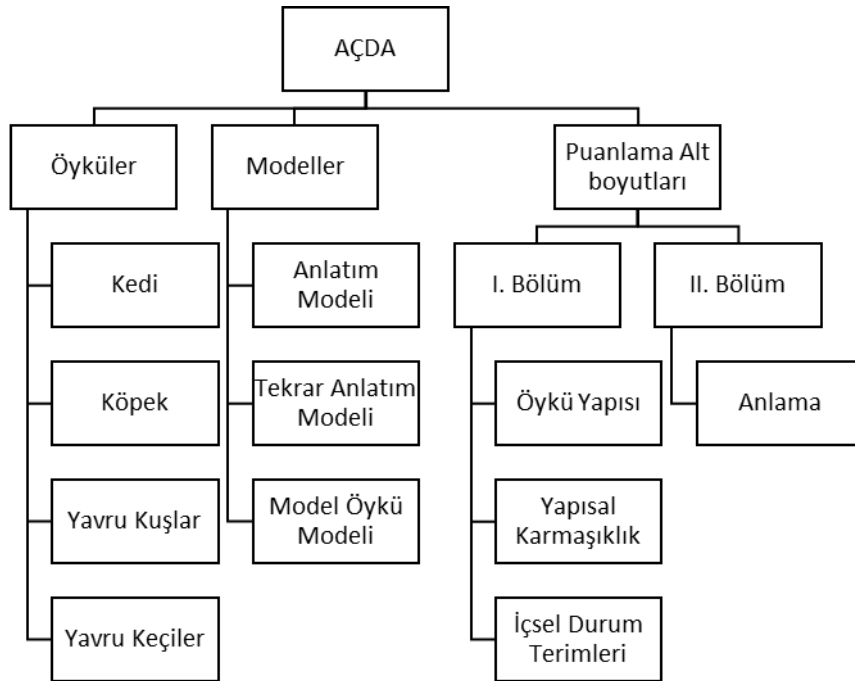 AÇDA
Öyküler
Modeller
Puanlama Alt
boyutları
Kedi
Anlatım
Modeli
I. Bölüm
II. Bölüm
Köpek
Tekrar Anlatım
Modeli
Öykü Yapısı
Anlama
Yavru Kuşlar
Model Öykü
Modeli
Yapısal
Karmaşıklık
Yavru Keçiler
İçsel Durum
Terimleri